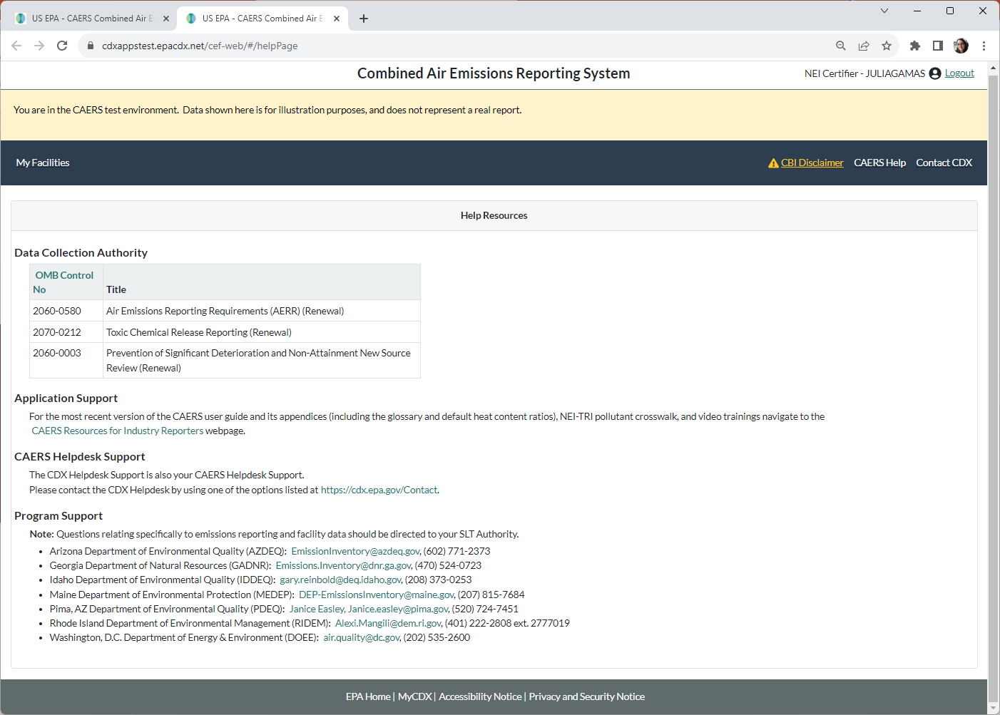 US EPA - CAERS Combined Air E
US EPA - CAERS Combined Air E
cdxappstest.epacdx.net/cef-web/#/helpPage
Combined Air Emissions Reporting System
NEI Certifier - JULIAGAMAS Logout
You are in the CAERS test environment. Data shown here is for illustration purposes, and does not represent a real report.
My Facilities
CBI Disclaimer CAERS Help Contact CDX
Help Resources
Data Collection Authority
OMB Control
No Title
2060-0580 Air Emissions Reporting Requirements (AERR) (Renewal)
2070-0212 Toxic Chemical Release Reporting (Renewal)
2060-0003 Prevention of Significant Deterioration and Non-Attainment New Source
Review (Renewal)
Application Support
For the most recent version of the CAERS user guide and its appendices (including the glossary and default heat content ratios), NEI-TRI pollutant crosswalk, and video trainings navigate to the
CAERS Resources for Industry Reporters webpage.
CAERS Helpdesk Support
The CDX Helpdesk Support is also your CAERS Helpdesk Support.
Please contact the CDX Helpdesk by using one of the options listed at https://cdx.epa.gov/Contact.
Program Support
Note: Questions relating specifically to emissions reporting and facility data should be directed to your SLT Authority.
• Arizona Department of Environmental Quality (AZDEQ): EmissionInventory@azdeq.gov, (602) 771-2373
• Georgia Department of Natural Resources (GADNR): Emissions.Inventory@dnr.ga.gov, (470) 524-0723
• Idaho Department of Environmental Quality (IDDEQ): gary.reinbold@deq.idaho.gov, (208) 373-0253
• Maine Department of Environmental Protection (MEDEP): DEP-EmissionsInventory@maine.gov, (207) 815-7684
• Pima, AZ Department of Environmental Quality (PDEQ): Janice Easley, Janice.easley@pima.gov, (520) 724-7451
• Rhode Island Department of Environmental Management (RIDEM): Alexi.Mangili@dem.ri.gov, (401) 222-2808 ext. 2777019
• Washington, D.C. Department of Energy & Environment (DOEE): air.quality@dc.gov, (202) 535-2600
EPA Home | MyCDX | Accessibility Notice | Privacy and Security Notice